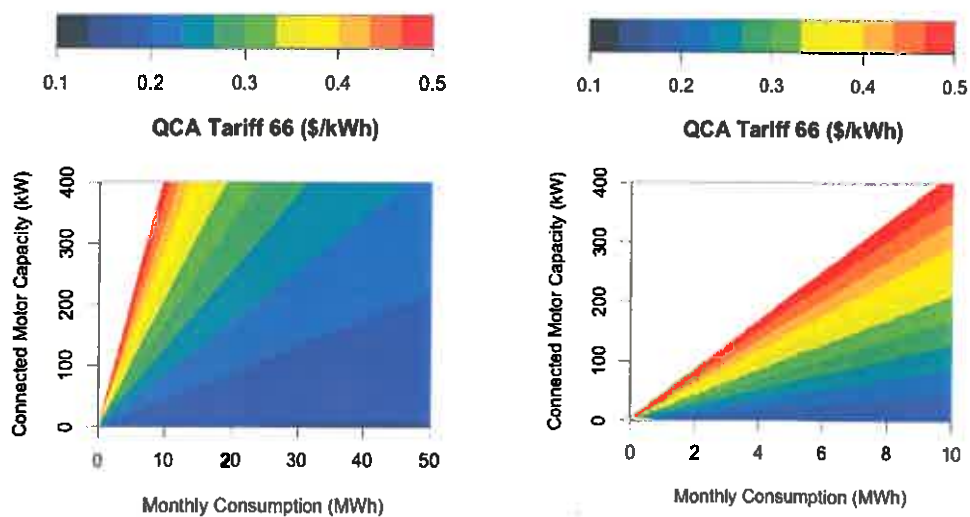 0.1 0.2 0.3 0.4 0.5
QCA Tariff 66 ($/kWh)
Connected Motor Capacity (kW)
400
300
200
100
0
0 10 20 30 40 50
Monthly Consumption (MWh)
0.1 0.2 0.3 0.4 0.5
QCA Tariff 66 ($/kWh)
Connected Motor Capacity (kW)
400
300
200
100
0
0 2 4 6 8 10
Monthly Consumption (MWh)